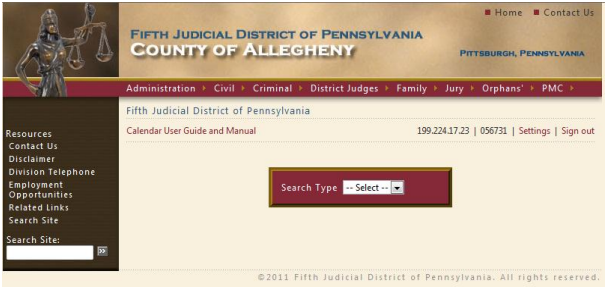 Home Contact Us
FIFTH JUDICIAL DISTRICT OF PENNSYLVANIA
COUNTY OF ALLEGHENY
PITTSBURGH, PENNSYLVANIA
Administration Civil Criminal District Judges Family Jury Orphans' PMC
Fifth Judicial District of Pennsylvania
Calendar User Guide and Manual 199.224.17.23 | 056731 | Settings | Sign out
Resources
Contact Us
Disclaimer
Division Telephone
Employment
Opportunities
Related Links
Search Site
Search Site:
Search Type -- Select --
©2011 Fifth Judicial District of Pennsylvania. All rights reserved.